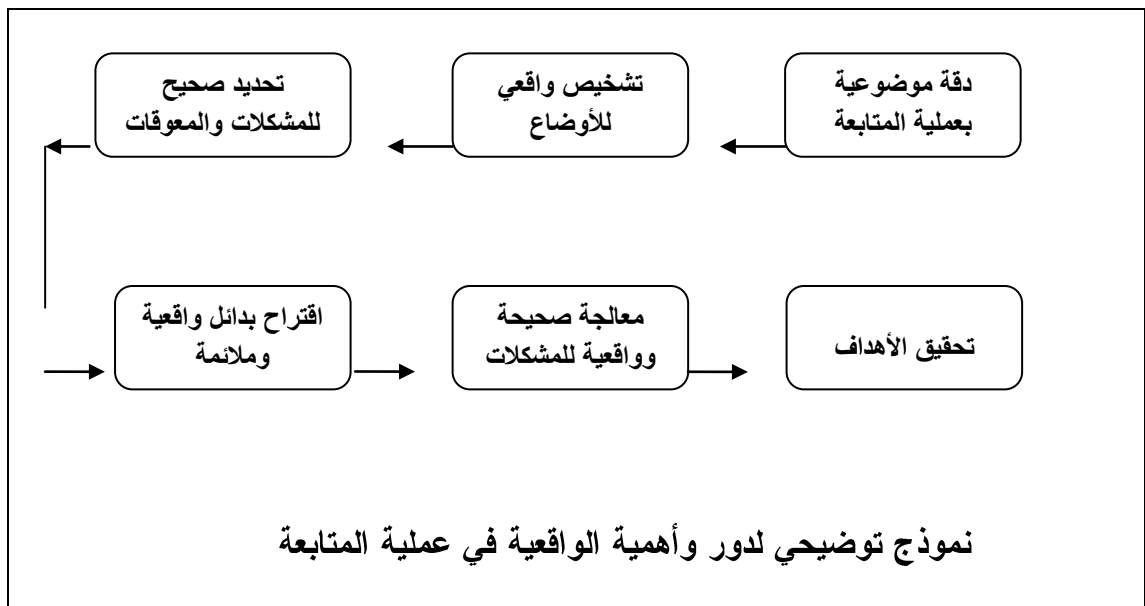 دقة موضوعية
بعملية المتابعة
تشخيص واقعي
للأوضاع
تحديد صحيح
للمشكلات والمعوقات
اقتراح بدائل واقعية
وملائمة
معالجة صحيحة
وواقعية للمشكلات
تحقيق الأهداف
نموذج توضيحي لدور وأهمية الواقعية في عملية المتابعة